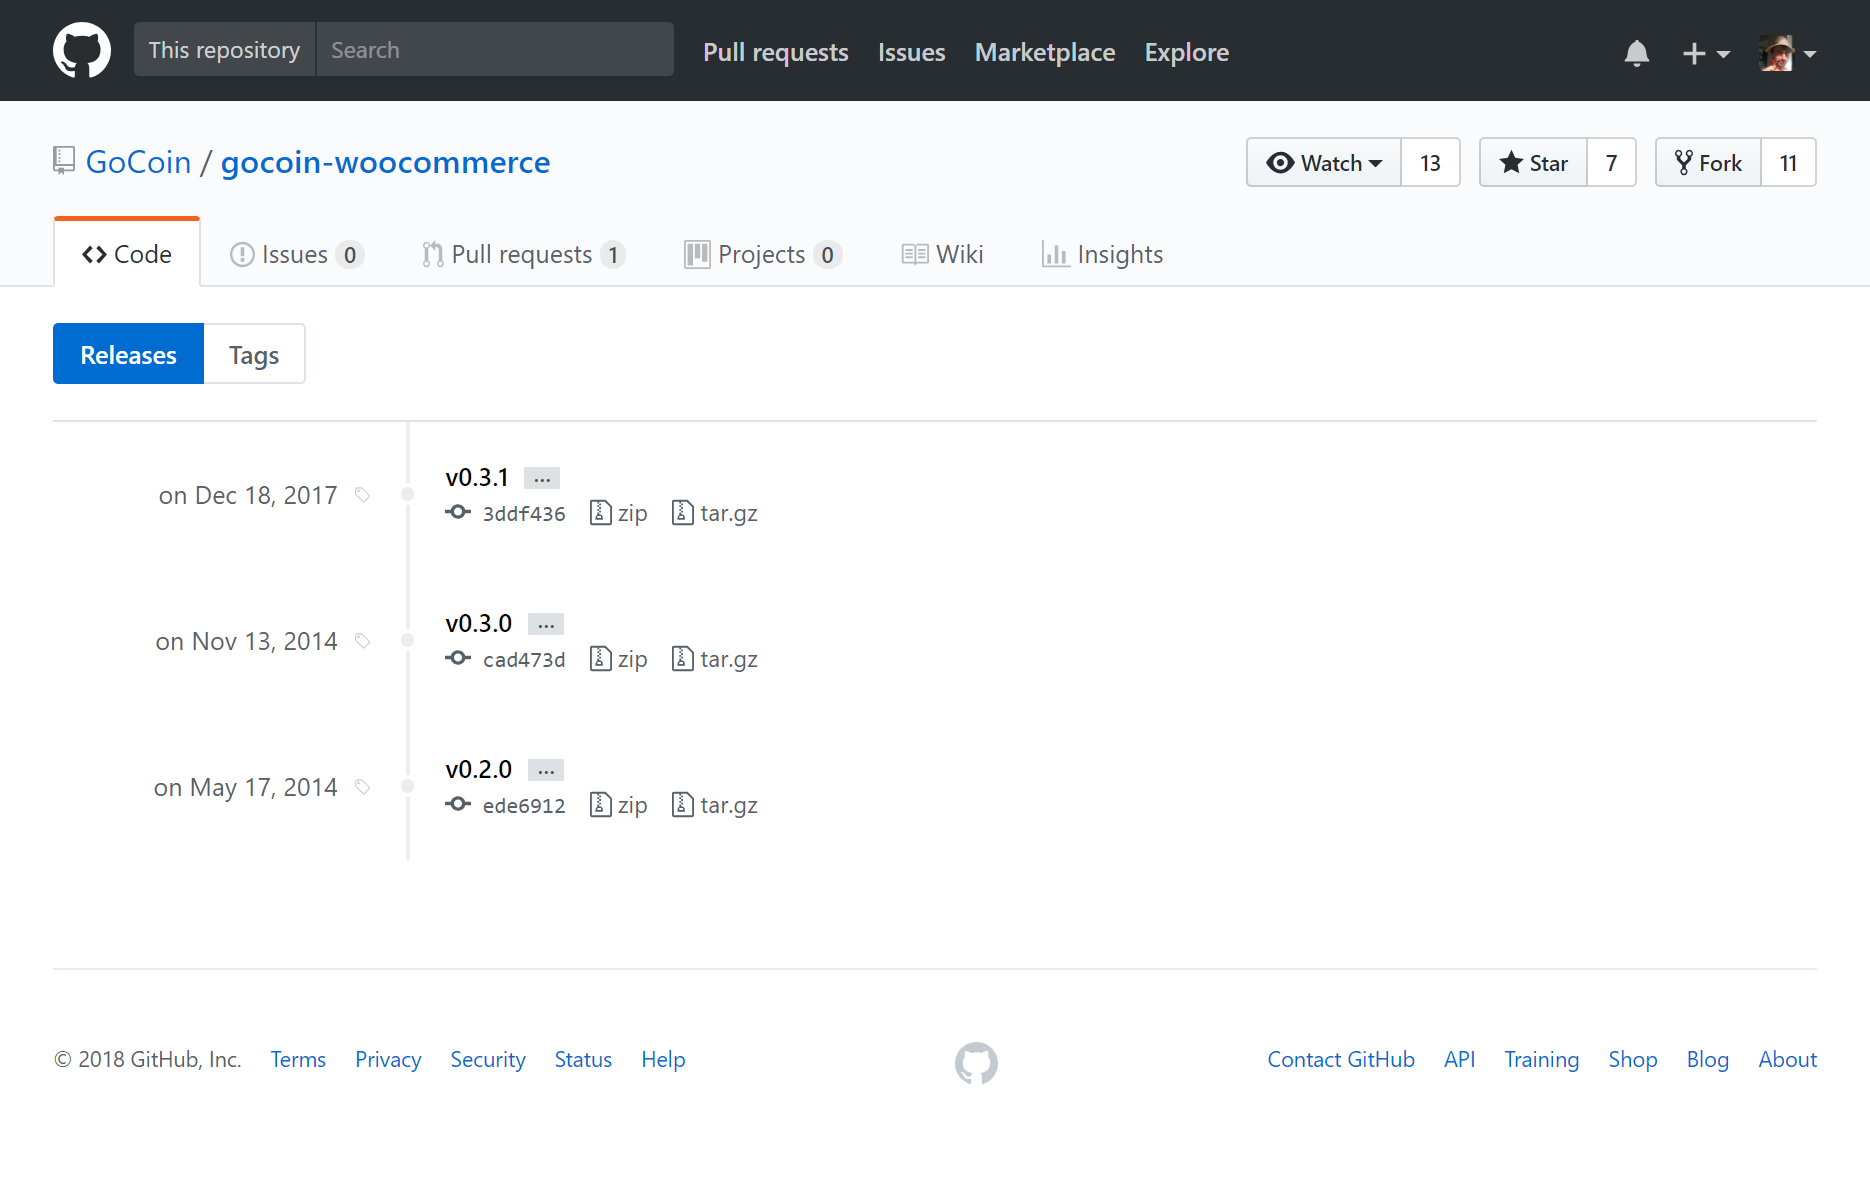 This repository Search Pull requests Issues Marketplace Explore
GoCoin / gocoin-woocommerce Watch 13 Star 7 Fork 11
Code Issues 0 Pull requests 1 Projects 0 Wiki Insights
Releases Tags
v0.3.1 ...
on Dec 18, 2017
3ddf436 zip tar.gz
v0.3.0 ...
on Nov 13, 2014
cad473d zip tar.gz
v0.2.0 ...
on May 17, 2014
ede6912 zip tar.gz
© 2018 GitHub, Inc. Terms Privacy Security Status Help Contact GitHub API Training Shop Blog About